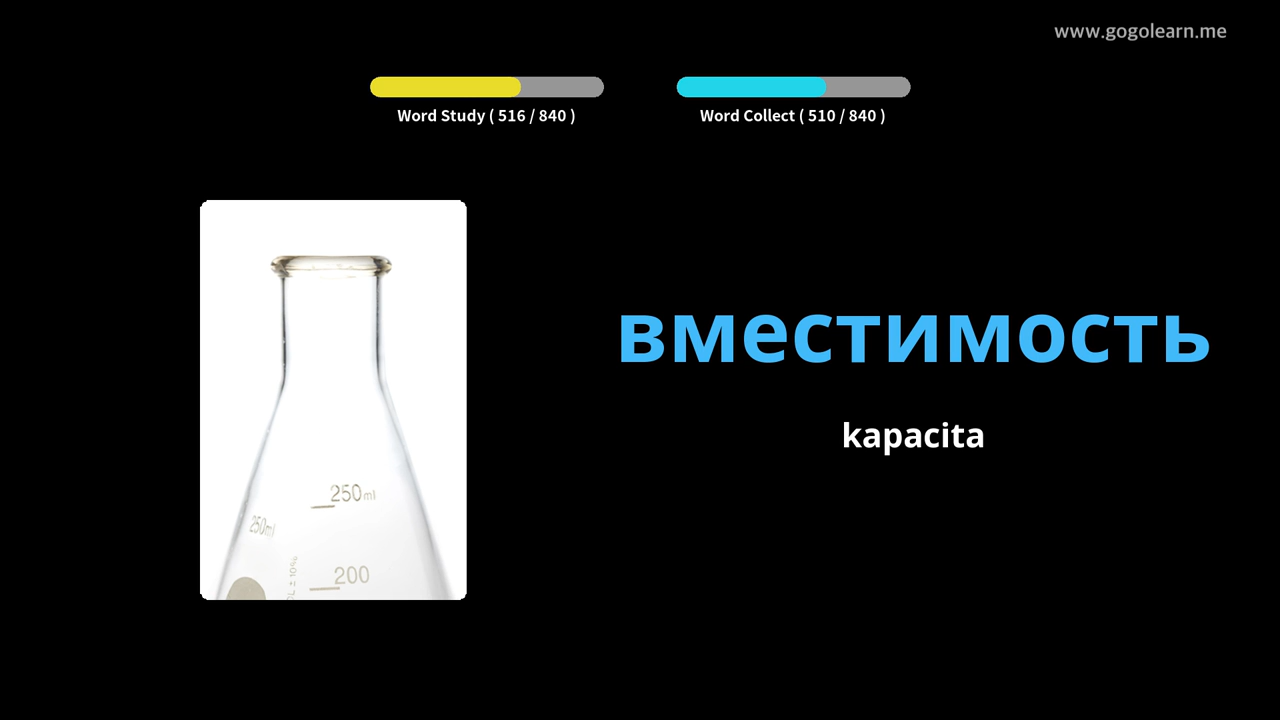 www.gogolearn.me
Word Study ( 516 / 840 )
Word Collect ( 510 / 840 )
вместимость
kapacita
250ml
250ml
200